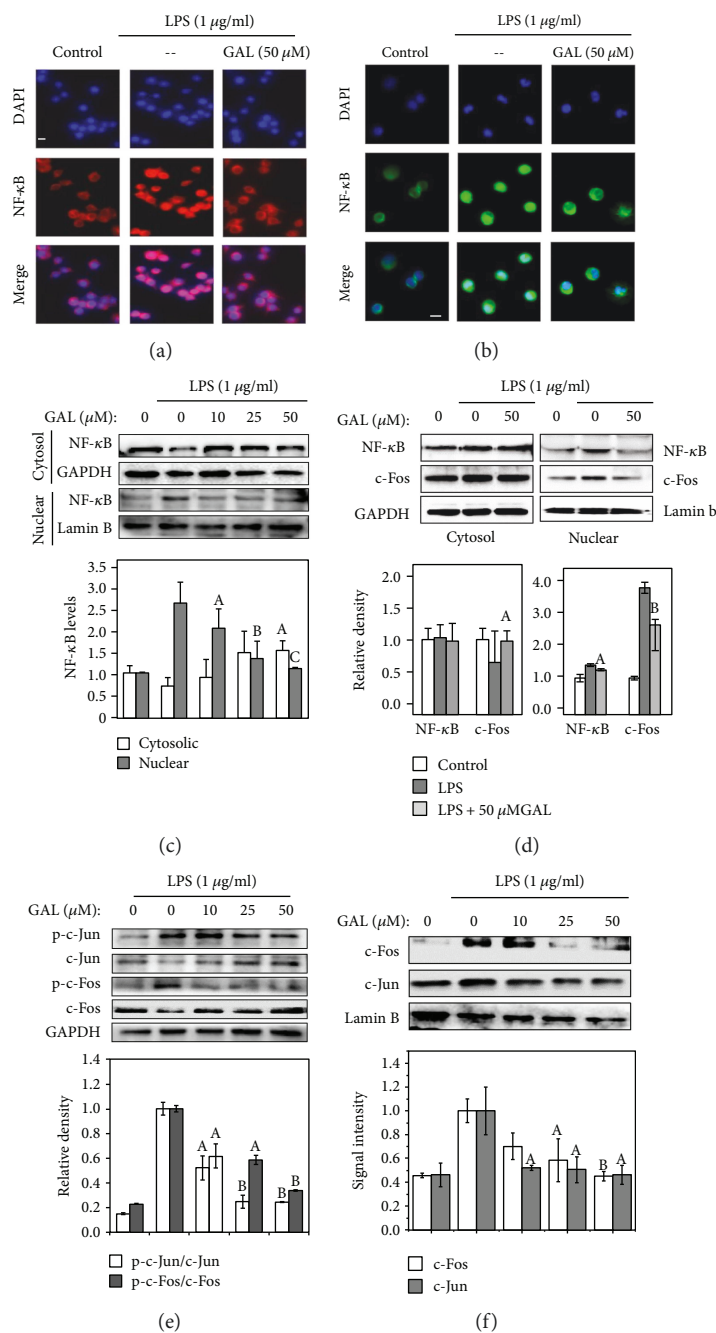 LPS (1 μg/ml)
Control -- GAL (50 μM)
DAPI
NF-κB
Merge
(a)
LPS (1 μg/ml)
Control -- GAL (50 μM)
DAPI
NF-κB
Merge
(b)
LPS (1 μg/ml)
GAL (μM): 0 0 10 25 50
Cytosol
NF-κB
GAPDH
Nuclear
NF-κB
Lamin B
3.5
3.0
2.5
2.0
1.5
1.0
0.5
0
NF-κB levels
A
B
A
C
Cytosolic
Nuclear
(c)
LPS (1 μg/ml)
LPS (1 μg/ml)
GAL (μM): 0 0 50 0 0 50
NF-κB NF-κB
c-Fos c-Fos
GAPDH Lamin b
Cytosol Nuclear
2.0
1.5
1.0
0.5
0.0
Relative density
A
NF-κB c-Fos
4.0
3.0
2.0
1.0
0.0
A
B
NF-κB c-Fos
Control
LPS
LPS + 50 μMGAL
(d)
LPS (1 μg/ml)
GAL (μM): 0 0 10 25 50
p-c-Jun
c-Jun
p-c-Fos
c-Fos
GAPDH
1.4
1.2
1.0
0.8
0.6
0.4
0.2
0.0
Relative density
A A
B A
B B
p-c-Jun/c-Jun
p-c-Fos/c-Fos
(e)
LPS (1 μg/ml)
GAL (μM): 0 0 10 25 50
c-Fos
c-Jun
Lamin B
1.4
1.2
1.0
0.8
0.6
0.4
0.2
0
Signal intensity
A
A A
B A
c-Fos
c-Jun
(f)